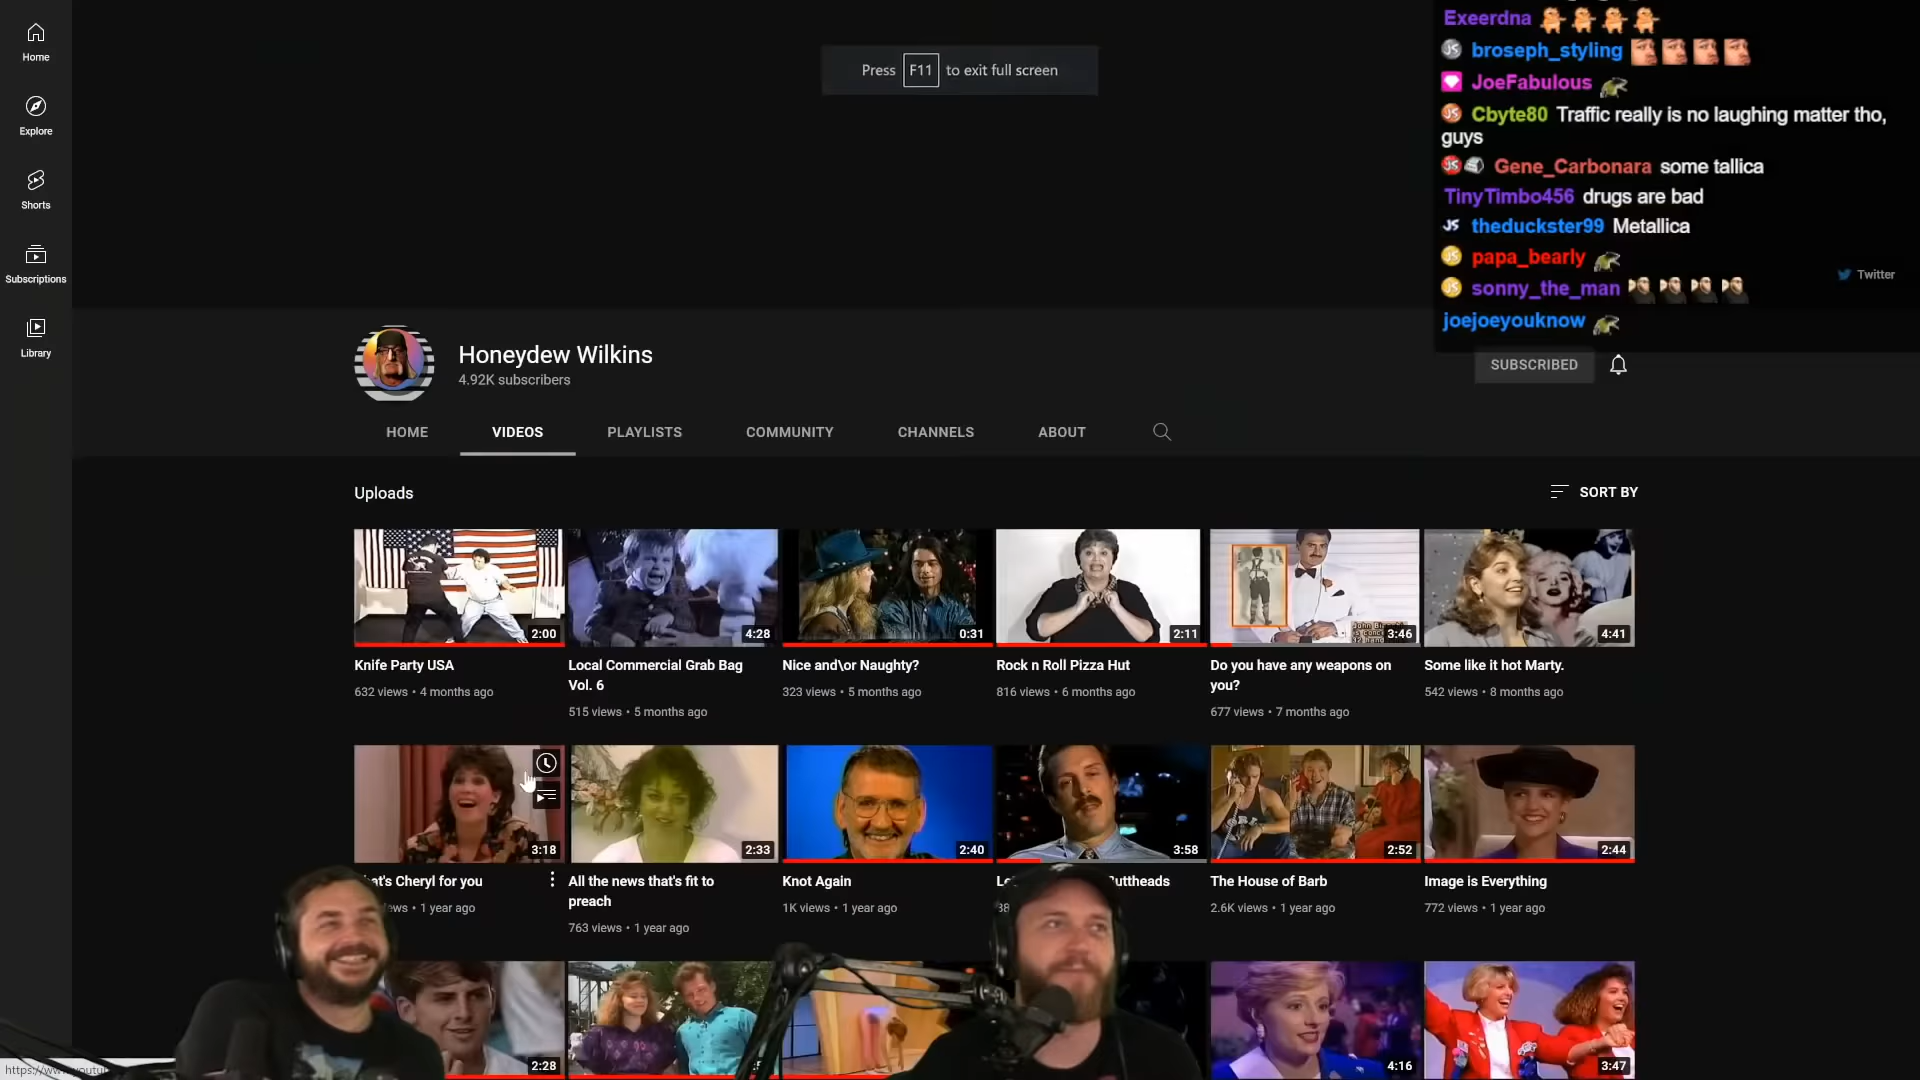 Home
Explore
Shorts
Subscriptions
Library
Press F11 to exit full screen
Exeerdna
broseph_styling
JoeFabulous
Cbyte80 Traffic really is no laughing matter tho,
guys
Gene_Carbonara some tallica
TinyTimbo456 drugs are bad
theduckster99 Metallica
papa_bearly
sonny_the_man
joejoeyouknow
Twitter
Honeydew Wilkins
4.92K subscribers
SUBSCRIBED
HOME VIDEOS PLAYLISTS COMMUNITY CHANNELS ABOUT
Uploads
SORT BY
2:00
4:28
0:31
2:11
3:46
4:41
Knife Party USA
632 views • 4 months ago
Local Commercial Grab Bag
Vol. 6
515 views • 5 months ago
Nice and\or Naughty?
323 views • 5 months ago
Rock n Roll Pizza Hut
816 views • 6 months ago
Do you have any weapons on
you?
677 views • 7 months ago
Some like it hot Marty.
542 views • 8 months ago
3:18
2:33
2:40
3:58
2:52
2:44
Cheryl for you
1 year ago
All the news that's fit to
preach
763 views • 1 year ago
Knot Again
1K views • 1 year ago
The House of Barb
2.6K views • 1 year ago
Image is Everything
772 views • 1 year ago
2:28
4:16
3:47